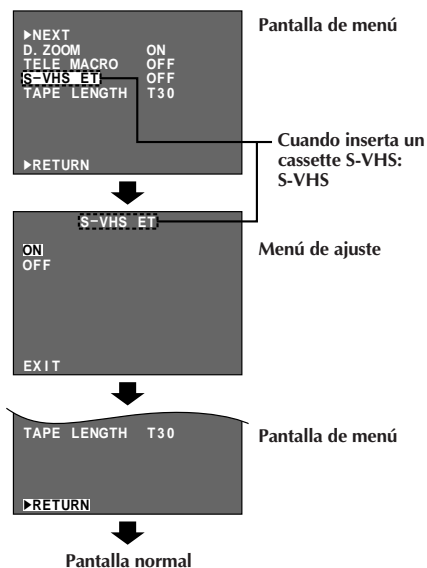 Pantalla de menú
▶NEXT
D. ZOOM ON
TELE MACRO OFF
S-VHS ET OFF
TAPE LENGTH T30
▶RETURN
Cuando inserta un
cassette S-VHS:
S-VHS
S-VHS ET
Menú de ajuste
ON
OFF
EXIT
TAPE LENGTH T30
Pantalla de menú
▶RETURN
Pantalla normal